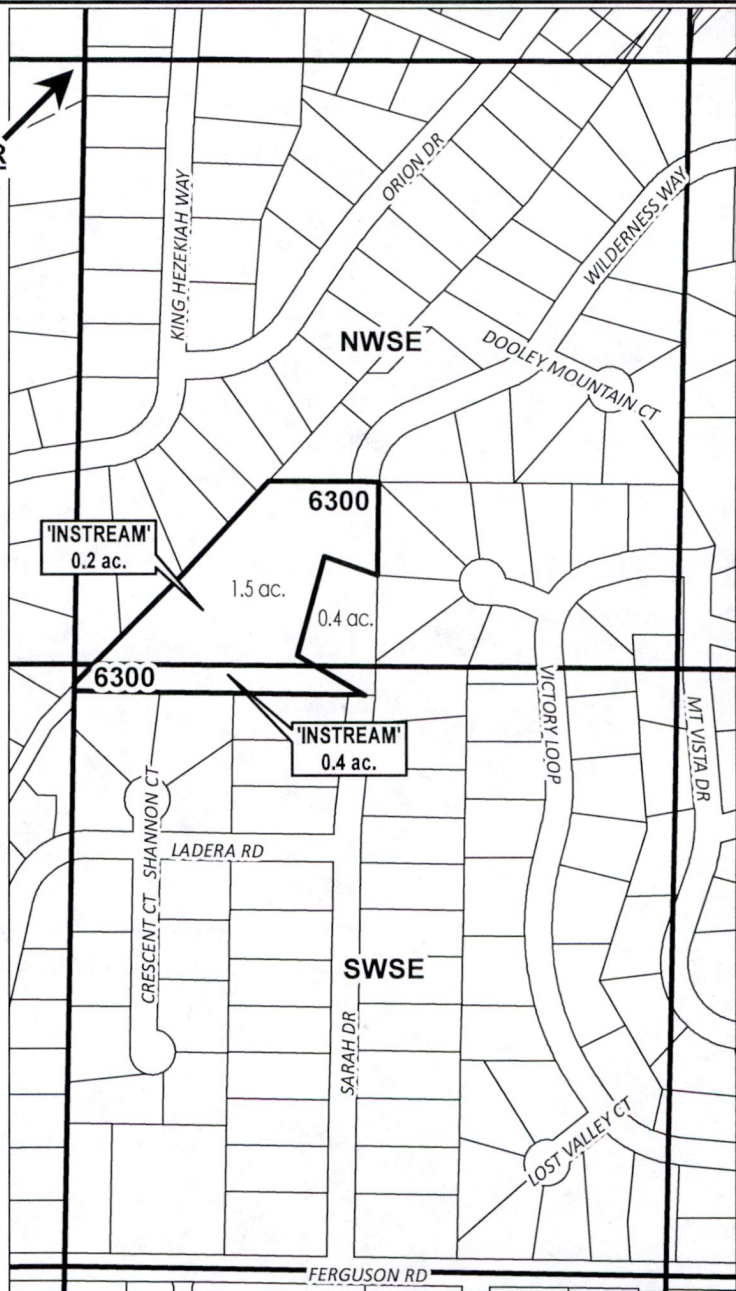 KING HEZEKIAH WAY
ORION DR
WILDERNESS WAY
NWSE
DOOLEY MOUNTAIN CT
6300
'INSTREAM'
0.2 ac.
1.5 ac.
0.4 ac.
6300
'INSTREAM'
0.4 ac.
VICTORY LOOP
MT VISTA DR
SHANNON CT
LADERA RD
CRESCENT CT
SWSE
SARAH DR
LOST VALLEY CT
FERGUSON RD